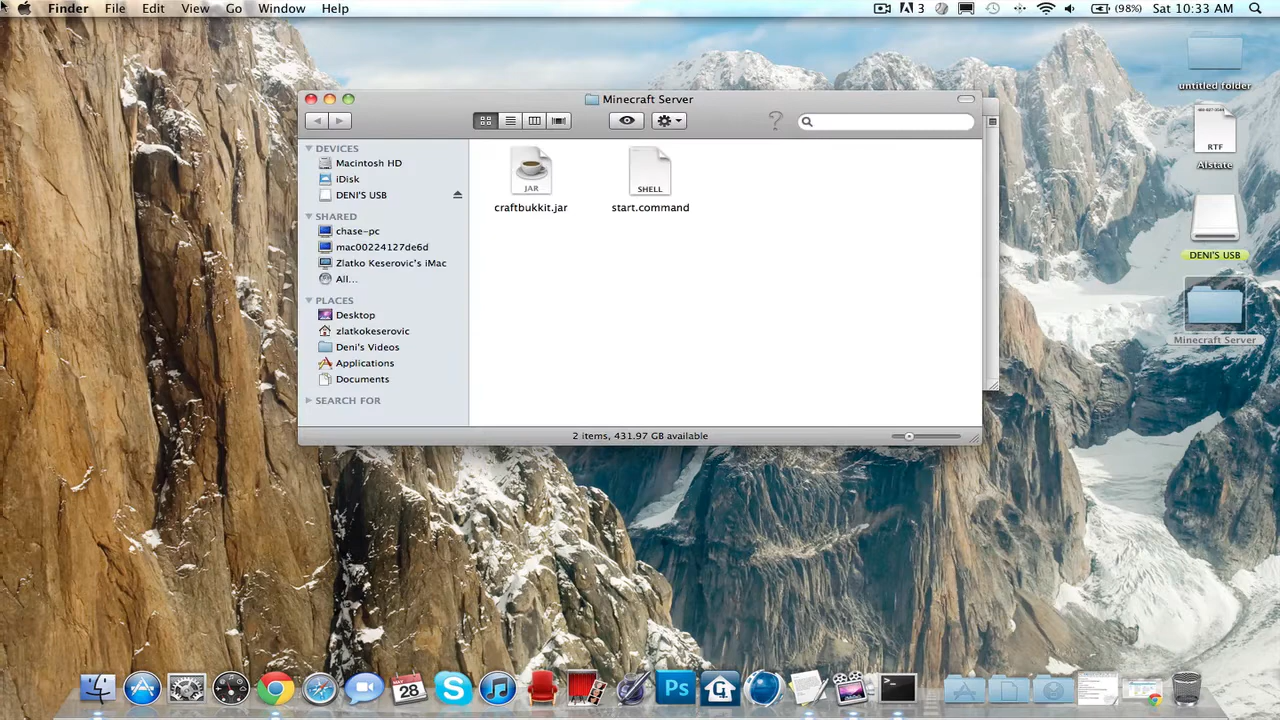 Finder File Edit View Go Window Help
3 (98%) Sat 10:33 AM
Minecraft Server
DEVICES
Macintosh HD
iDisk
DENI'S USB
SHARED
chase-pc
mac00224127de6d
Zlatko Keserovic's iMac
All...
PLACES
Desktop
zlatkokeserovic
Deni's Videos
Applications
Documents
SEARCH FOR
JAR
craftbukkit.jar
SHELL
start.command
2 items, 431.97 GB available
untitled folder
RTF
Alstate
DENI'S USB
Minecraft Server
28
Ps